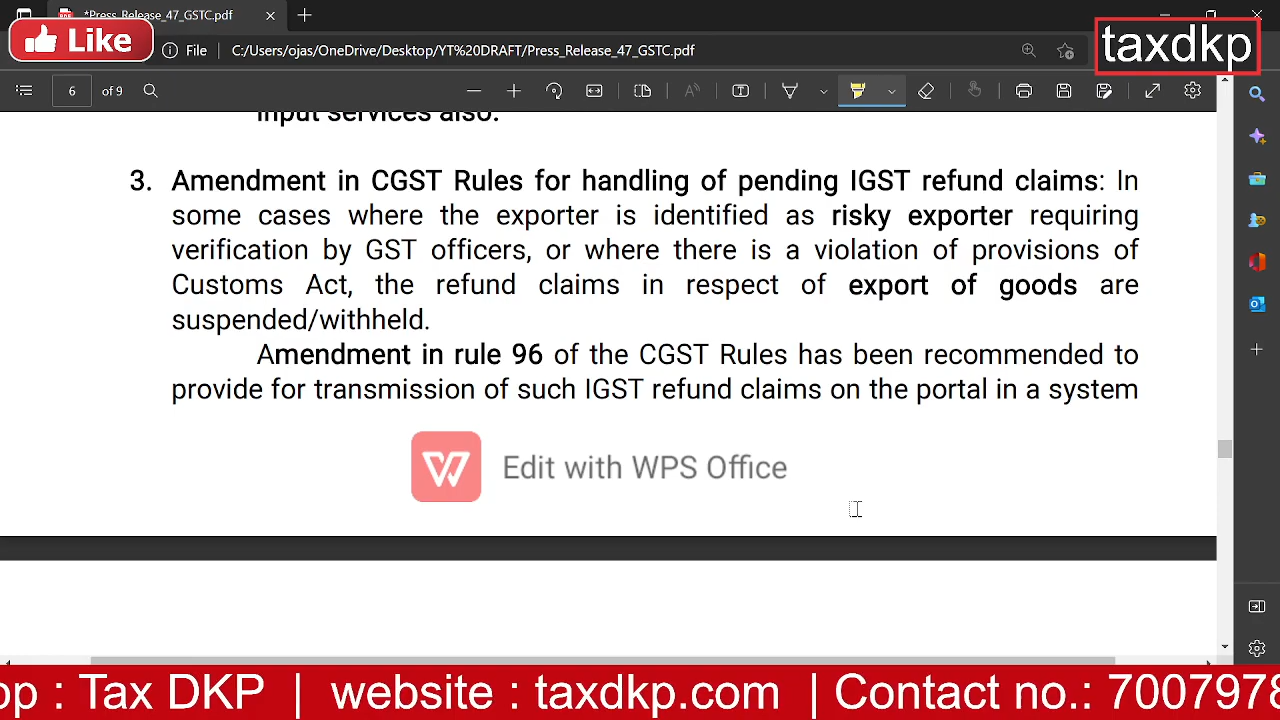 *Press_Release_47_GSTC.pdf
Like
File
C:/Users/ojas/OneDrive/Desktop/YT%20DRAFT/Press_Release_47_GSTC.pdf
taxdkp
6 of 9
input services also.
3. Amendment in CGST Rules for handling of pending IGST refund claims: In
some cases where the exporter is identified as risky exporter requiring
verification by GST officers, or where there is a violation of provisions of
Customs Act, the refund claims in respect of export of goods are
suspended/withheld.
Amendment in rule 96 of the CGST Rules has been recommended to
provide for transmission of such IGST refund claims on the portal in a system
Edit with WPS Office
op : Tax DKP | website : taxdkp.com | Contact no.: 7007978